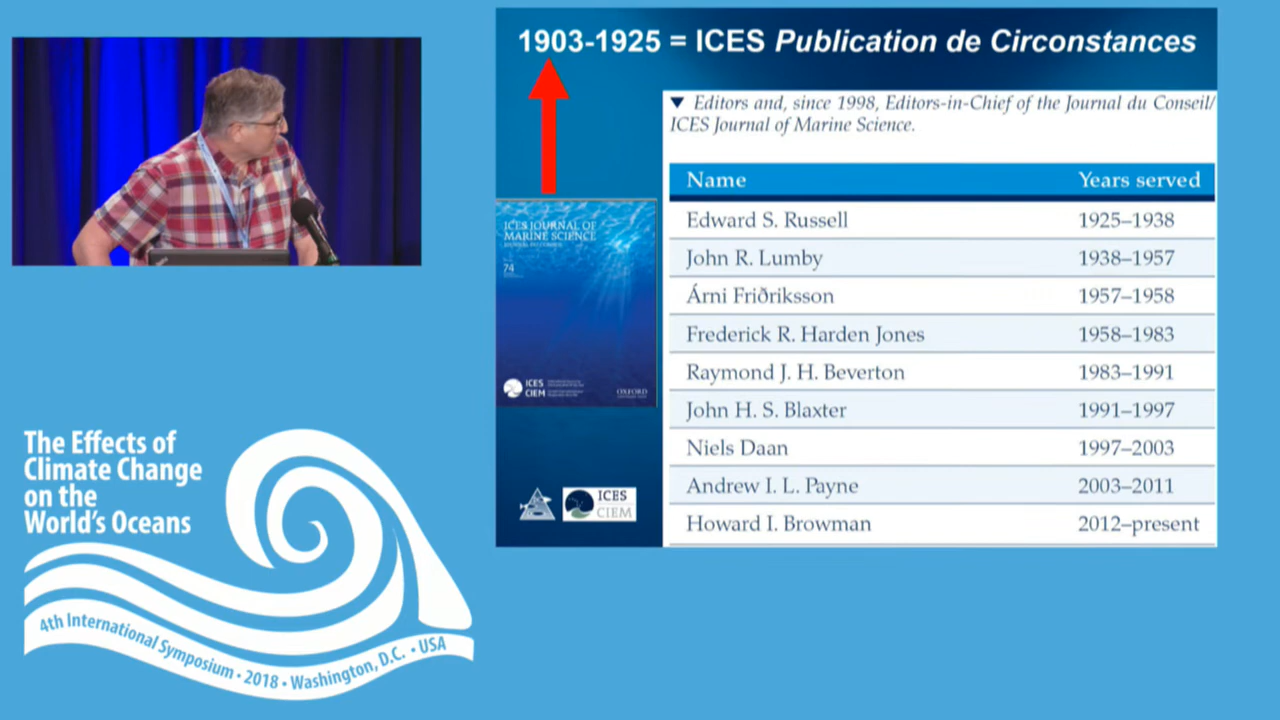 1903-1925 = ICES Publication de Circonstances
▼ Editors and, since 1998, Editors-in-Chief of the Journal du Conseil/
ICES Journal of Marine Science.
Name Years served
Edward S. Russell 1925–1938
John R. Lumby 1938–1957
Árni Friðriksson 1957–1958
Frederick R. Harden Jones 1958–1983
Raymond J. H. Beverton 1983–1991
John H. S. Blaxter 1991–1997
Niels Daan 1997–2003
Andrew I. L. Payne 2003–2011
Howard I. Browman 2012–present
ICES JOURNAL OF
MARINE SCIENCE
74
ICES
CIEM
OXFORD
ICES
CIEM
The Effects of
Climate Change
on the
World's Oceans
4th International Symposium • 2018 • Washington, D.C. • USA